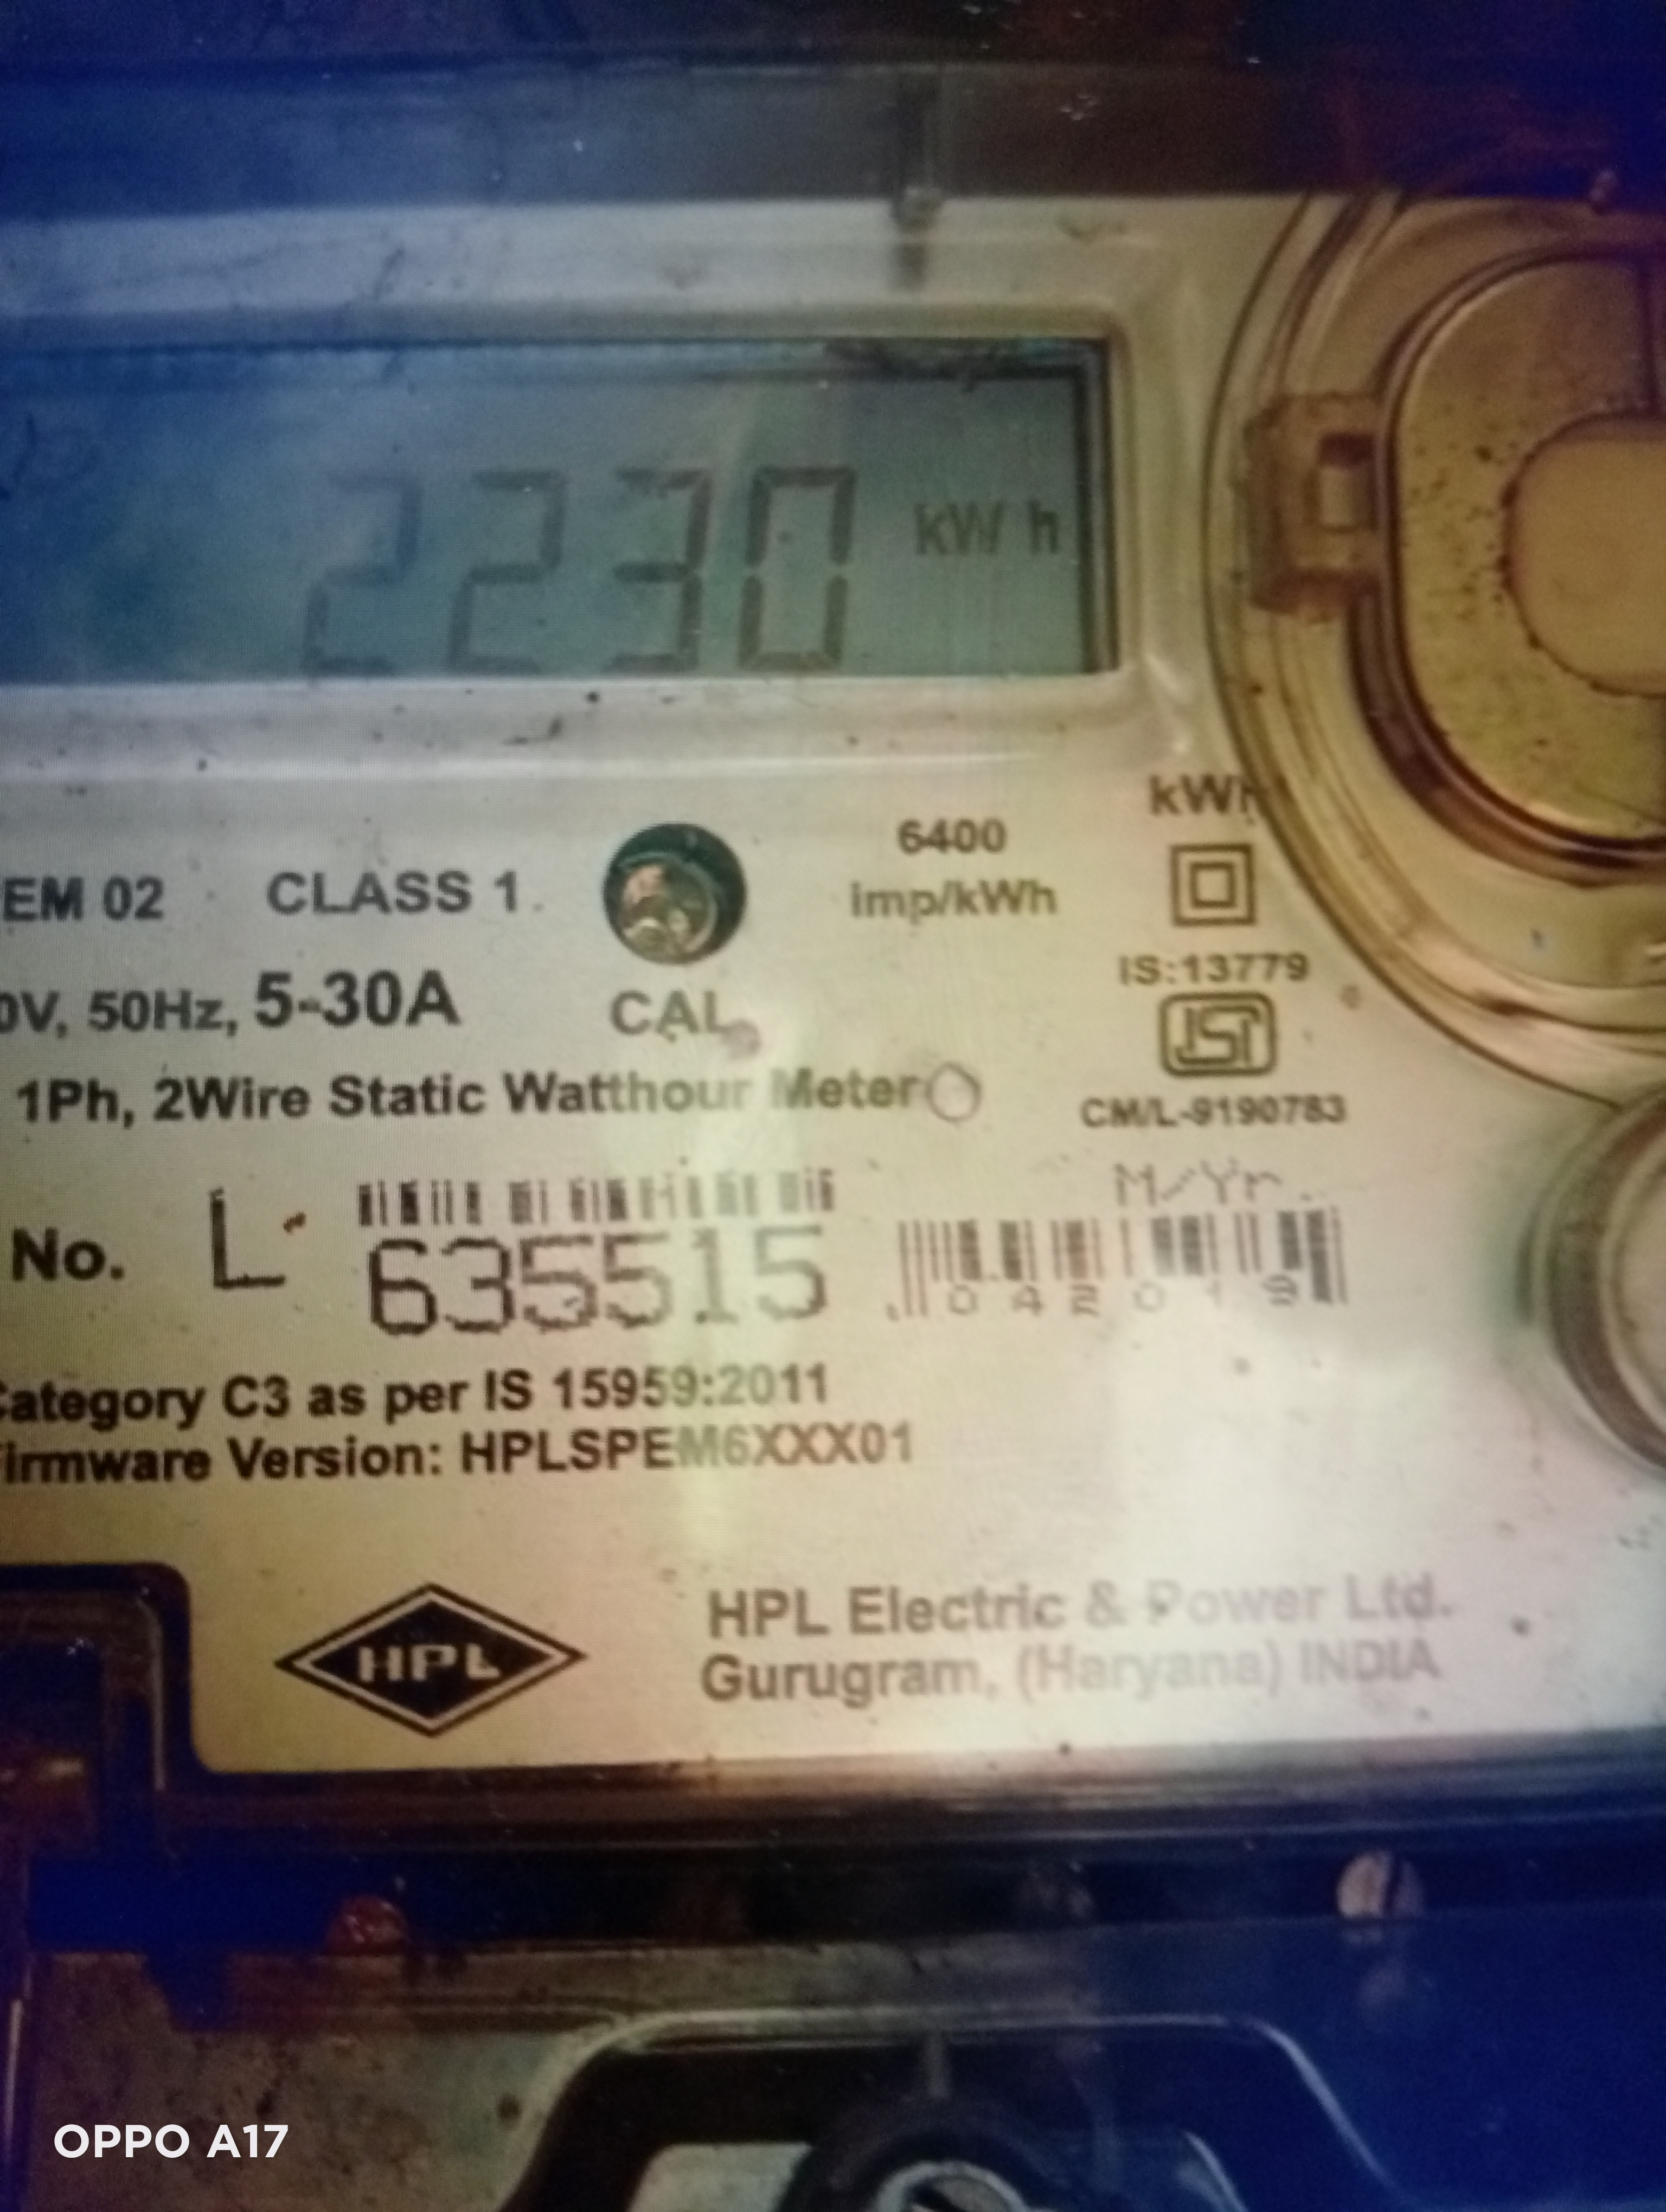 2230 kW h
kWh
6400
imp/kWh
EM 02 CLASS 1
IS:13779
0V, 50Hz, 5-30A
CAL
ISI
1Ph, 2Wire Static Watthour Meter
CM/L-9190783
M/Yr.
No. L 635515
042019
Category C3 as per IS 15959:2011
Firmware Version: HPLSPEM6XXX01
HPL
HPL Electric & Power Ltd.
Gurugram, (Haryana) INDIA
OPPO A17